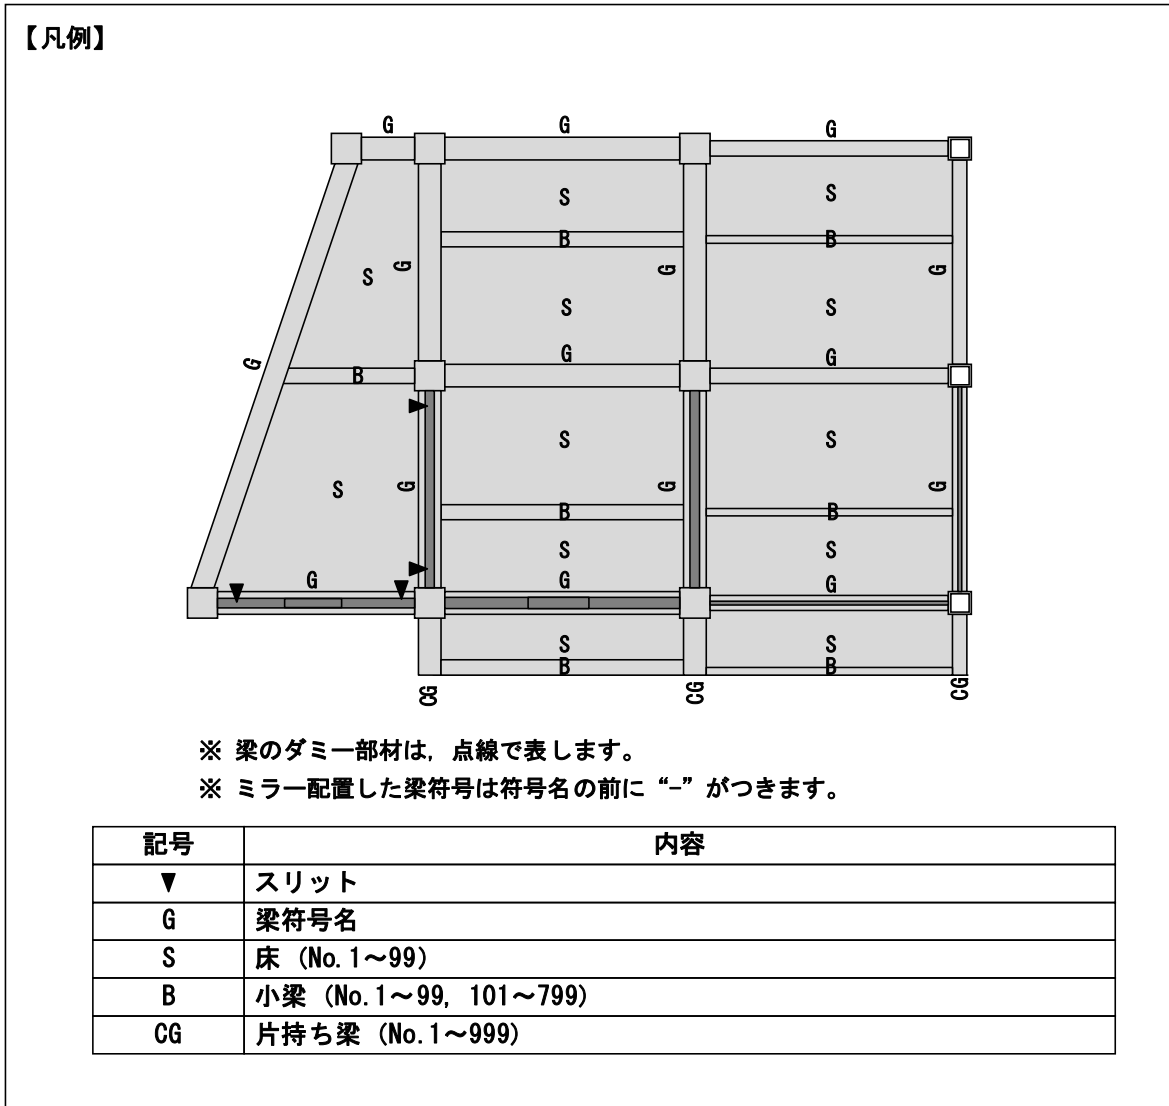 【凡例】
G G G
S S
B B
G G G
S
S S
G G
G
B
S S
G G G
S
B B
S S
G G G
S S
B B
CG CG CG
※ 梁のダミー部材は, 点線で表します。
※ ミラー配置した梁符号は符号名の前に“-”がつきます。
記号 内容
▼ スリット
G 梁符号名
S 床 (No.1～99)
B 小梁 (No.1～99, 101～799)
CG 片持ち梁 (No.1～999)